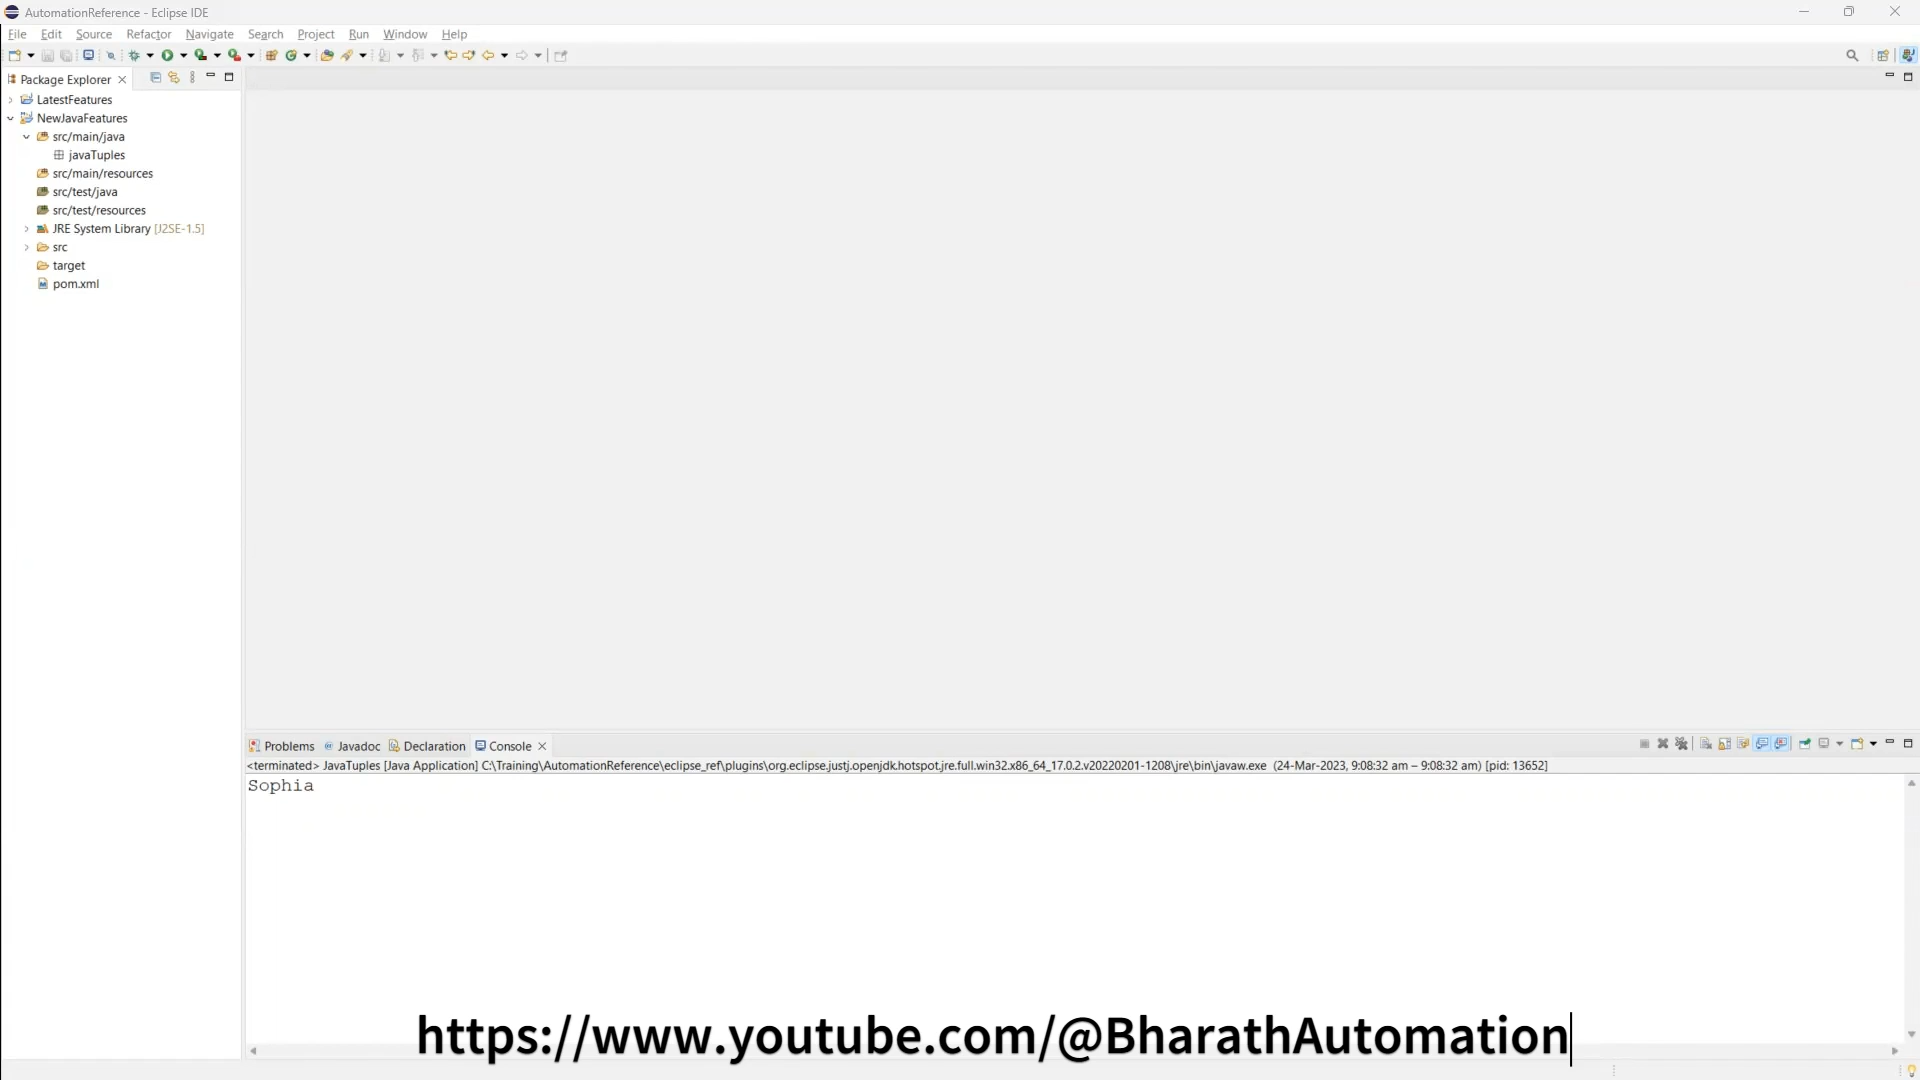 AutomationReference - Eclipse IDE
File Edit Source Refactor Navigate Search Project Run Window Help
Package Explorer
LatestFeatures
NewJavaFeatures
src/main/java
javaTuples
src/main/resources
src/test/java
src/test/resources
JRE System Library [J2SE-1.5]
src
target
pom.xml
Problems Javadoc Declaration Console
<terminated> JavaTuples [Java Application] C:\Training\AutomationReference\eclipse_ref\plugins\org.eclipse.justj.openjdk.hotspot.jre.full.win32.x86_64_17.0.2.v20220201-1208\jre\bin\javaw.exe (24-Mar-2023, 9:08:32 am – 9:08:32 am) [pid: 13652]
Sophia
https://www.youtube.com/@BharathAutomation